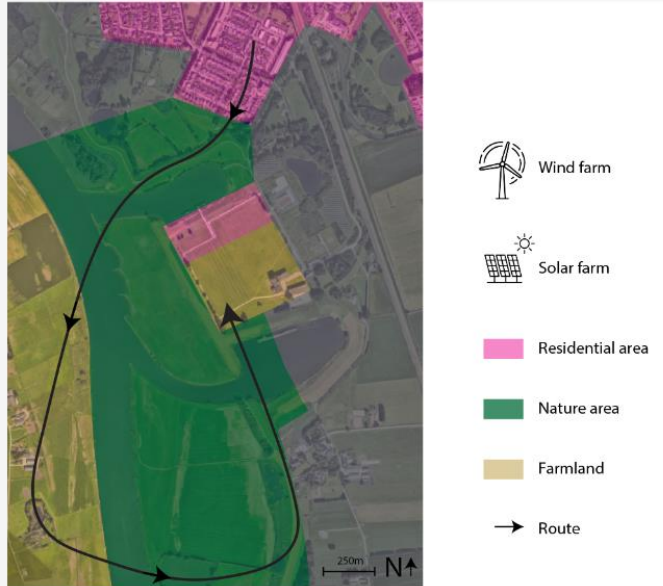 Wind farm
Solar farm
Residential area
Nature area
Farmland
Route
250m
N